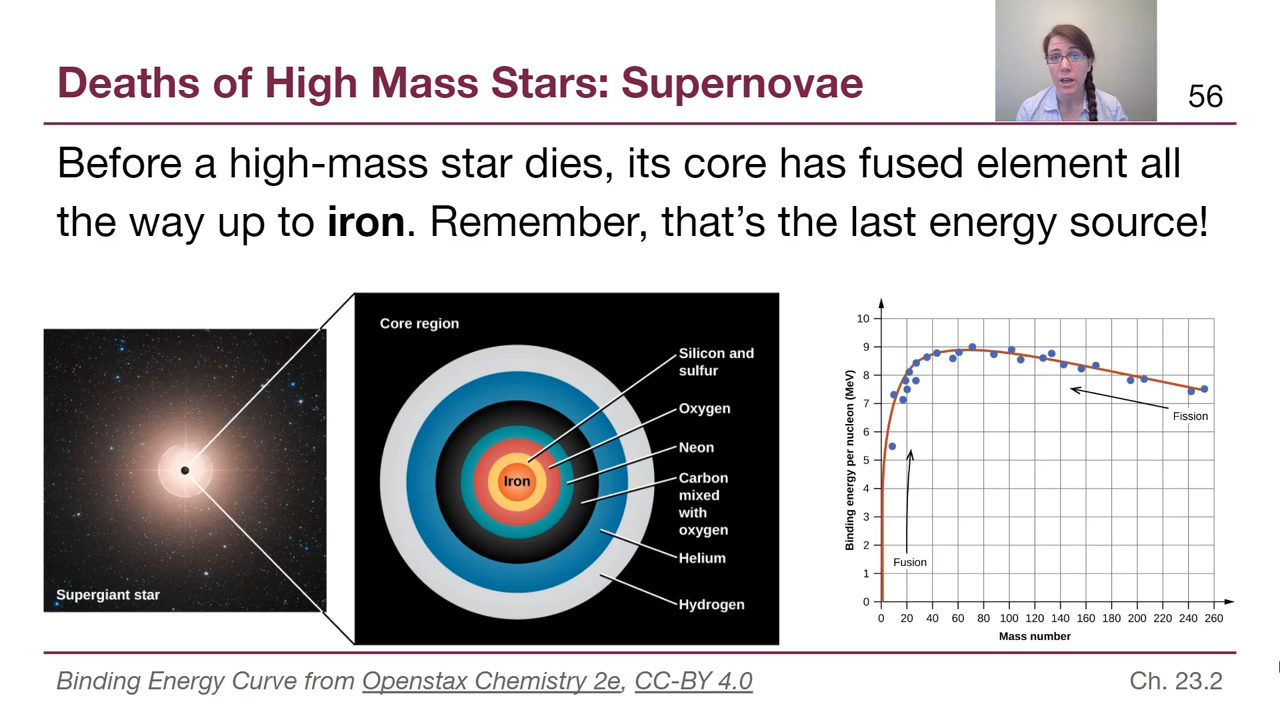 Deaths of High Mass Stars: Supernovae
56
Before a high-mass star dies, its core has fused element all
the way up to iron. Remember, that's the last energy source!
Supergiant star
Core region
Silicon and
sulfur
Oxygen
Neon
Carbon
mixed
with
oxygen
Helium
Hydrogen
Iron
Binding energy per nucleon (MeV)
10
9
8
7
6
5
4
3
2
1
0
Fission
Fusion
0 20 40 60 80 100 120 140 160 180 200 220 240 260
Mass number
Binding Energy Curve from Openstax Chemistry 2e, CC-BY 4.0
Ch. 23.2